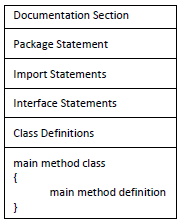 Documentation Section
Package Statement
Import Statements
Interface Statements
Class Definitions
main method class
{
main method definition
}